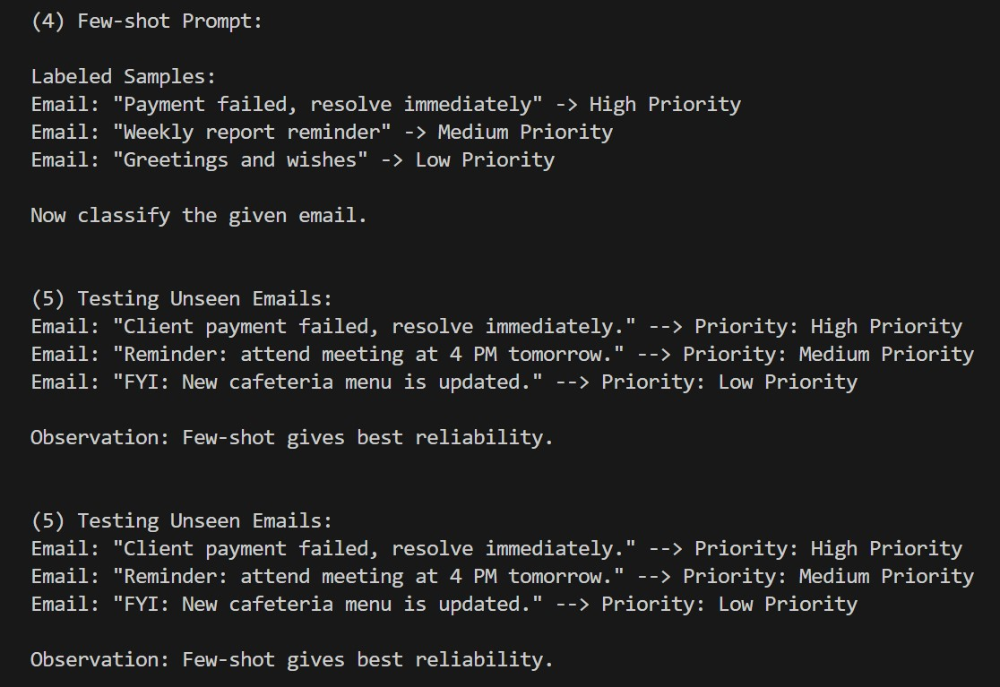 (4) Few-shot Prompt:
Labeled Samples:
Email: "Payment failed, resolve immediately" -> High Priority
Email: "Weekly report reminder" -> Medium Priority
Email: "Greetings and wishes" -> Low Priority
Now classify the given email.
(5) Testing Unseen Emails:
Email: "Client payment failed, resolve immediately." --> Priority: High Priority
Email: "Reminder: attend meeting at 4 PM tomorrow." --> Priority: Medium Priority
Email: "FYI: New cafeteria menu is updated." --> Priority: Low Priority
Observation: Few-shot gives best reliability.
(5) Testing Unseen Emails:
Email: "Client payment failed, resolve immediately." --> Priority: High Priority
Email: "Reminder: attend meeting at 4 PM tomorrow." --> Priority: Medium Priority
Email: "FYI: New cafeteria menu is updated." --> Priority: Low Priority
Observation: Few-shot gives best reliability.